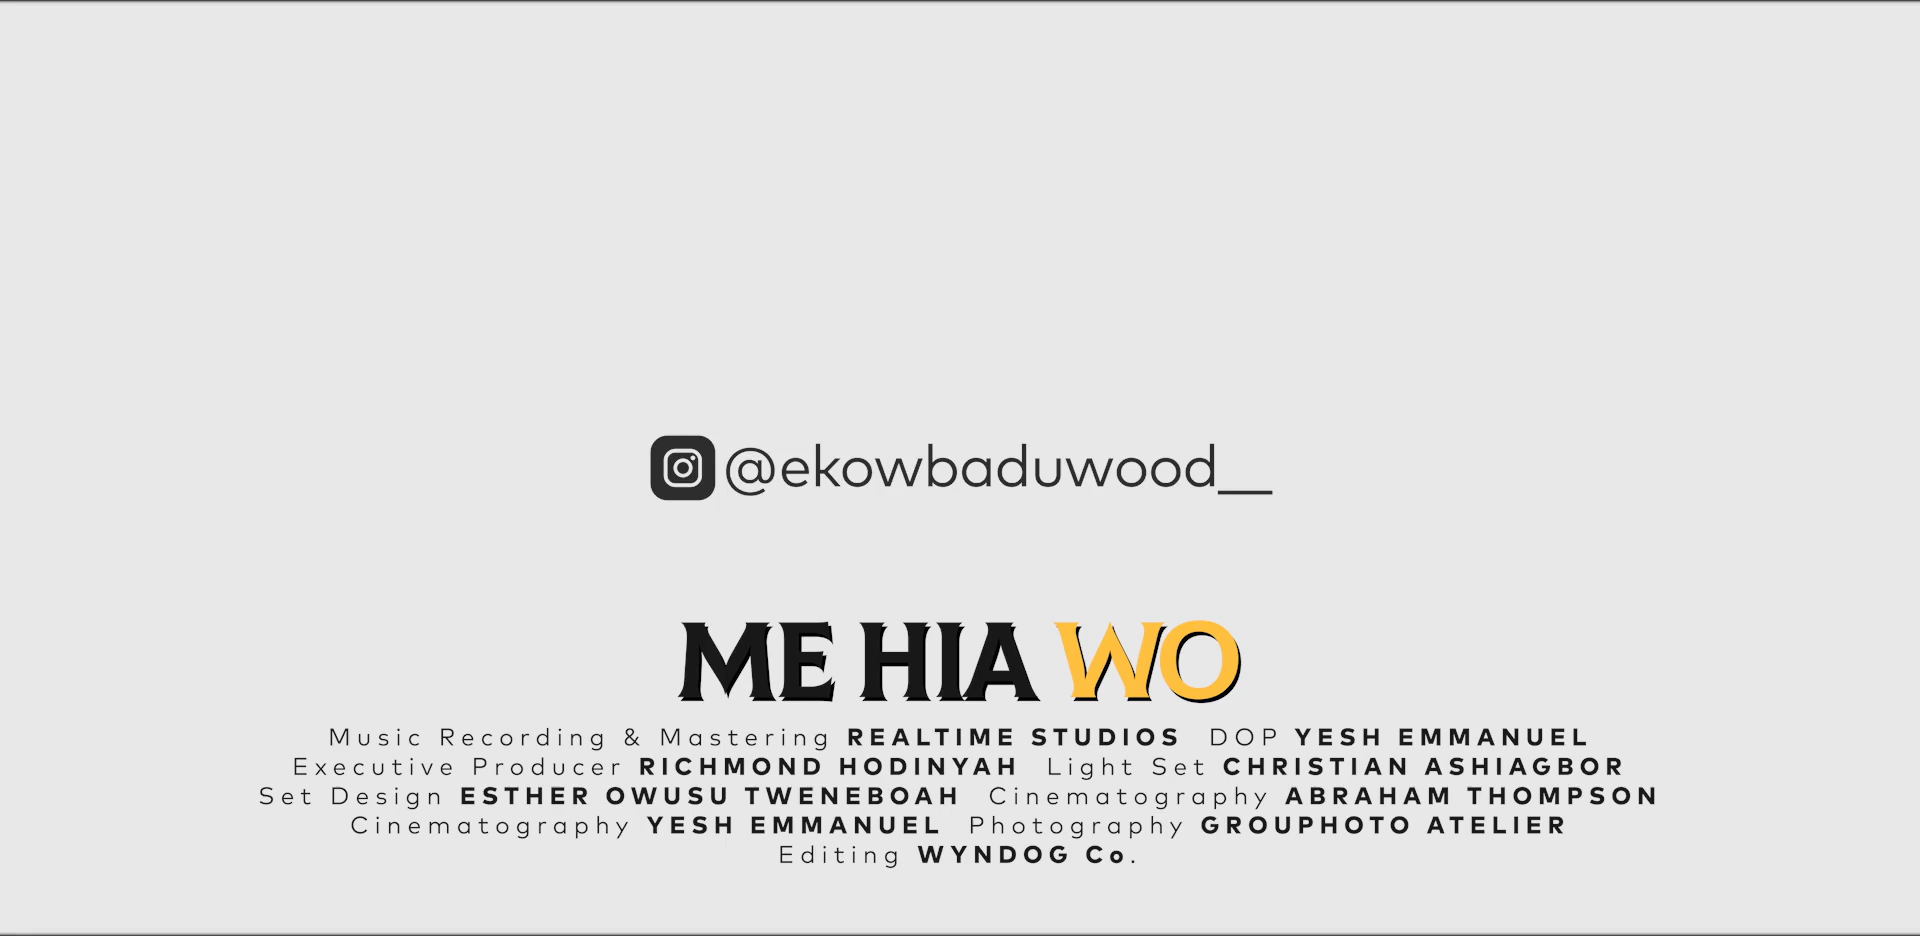 @ekowbaduwood__
ME HIA WO
Music Recording & Mastering REALTIME STUDIOS DOP YESH EMMANUEL
Executive Producer RICHMOND HODINYAH Light Set CHRISTIAN ASHIAGBOR
Set Design ESTHER OWUSU TWENEBOAH Cinematography ABRAHAM THOMPSON
Cinematography YESH EMMANUEL Photography GROUPHOTO ATELIER
Editing WYNDOG Co.